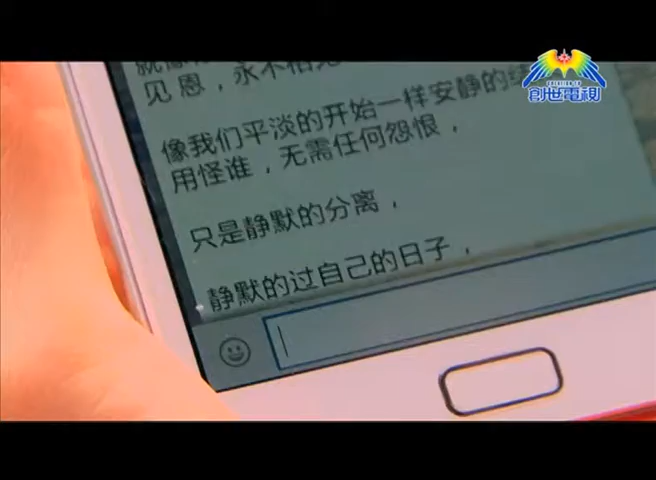 創世電視
见恩，永不相见
像我们平淡的开始一样安静的结
用怪谁，无需任何怨恨，
只是静默的分离，
静默的过自己的日子，